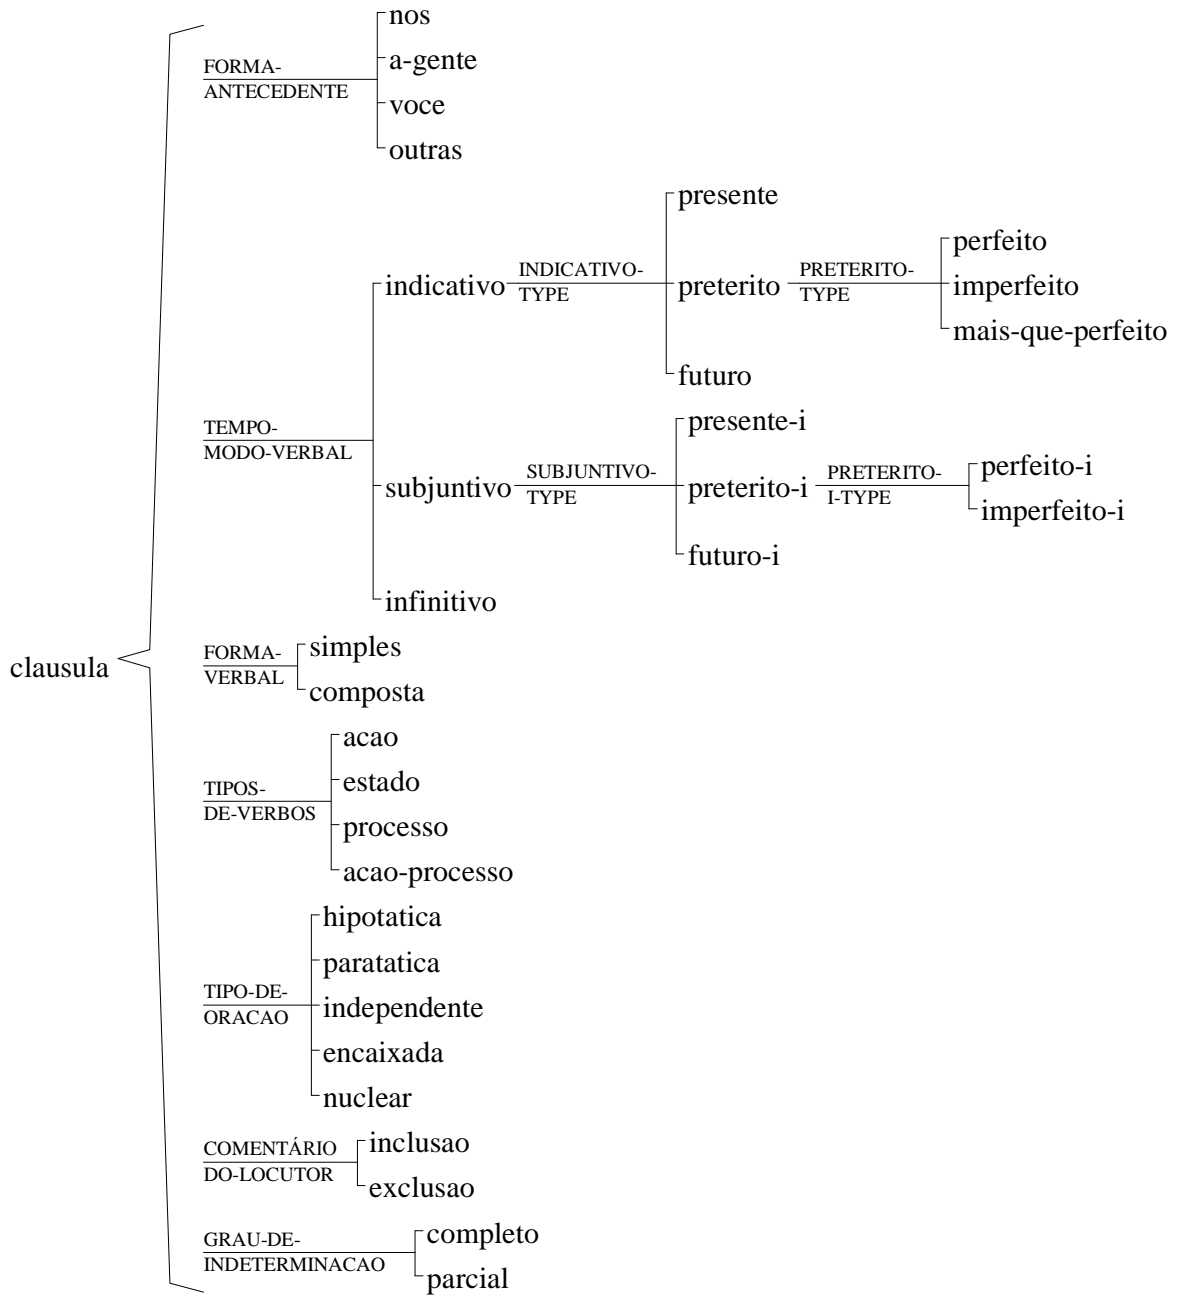 nos
FORMA-
ANTECEDENTE
a-gente
voce
outras
presente
perfeito
indicativo
INDICATIVO-
TYPE
preterito
PRETERITO-
TYPE
imperfeito
mais-que-perfeito
futuro
TEMPO-
MODO-VERBAL
presente-i
perfeito-i
subjuntivo
SUBJUNTIVO-
TYPE
preterito-i
PRETERITO-
I-TYPE
imperfeito-i
futuro-i
infinitivo
clausula
FORMA-
VERBAL
simples
composta
TIPOS-
DE-VERBOS
acao
estado
processo
acao-processo
TIPO-DE-
ORACAO
hipotatica
paratatica
independente
encaixada
nuclear
COMENTÁRIO
DO-LOCUTOR
inclusao
exclusao
GRAU-DE-
INDETERMINACAO
completo
parcial